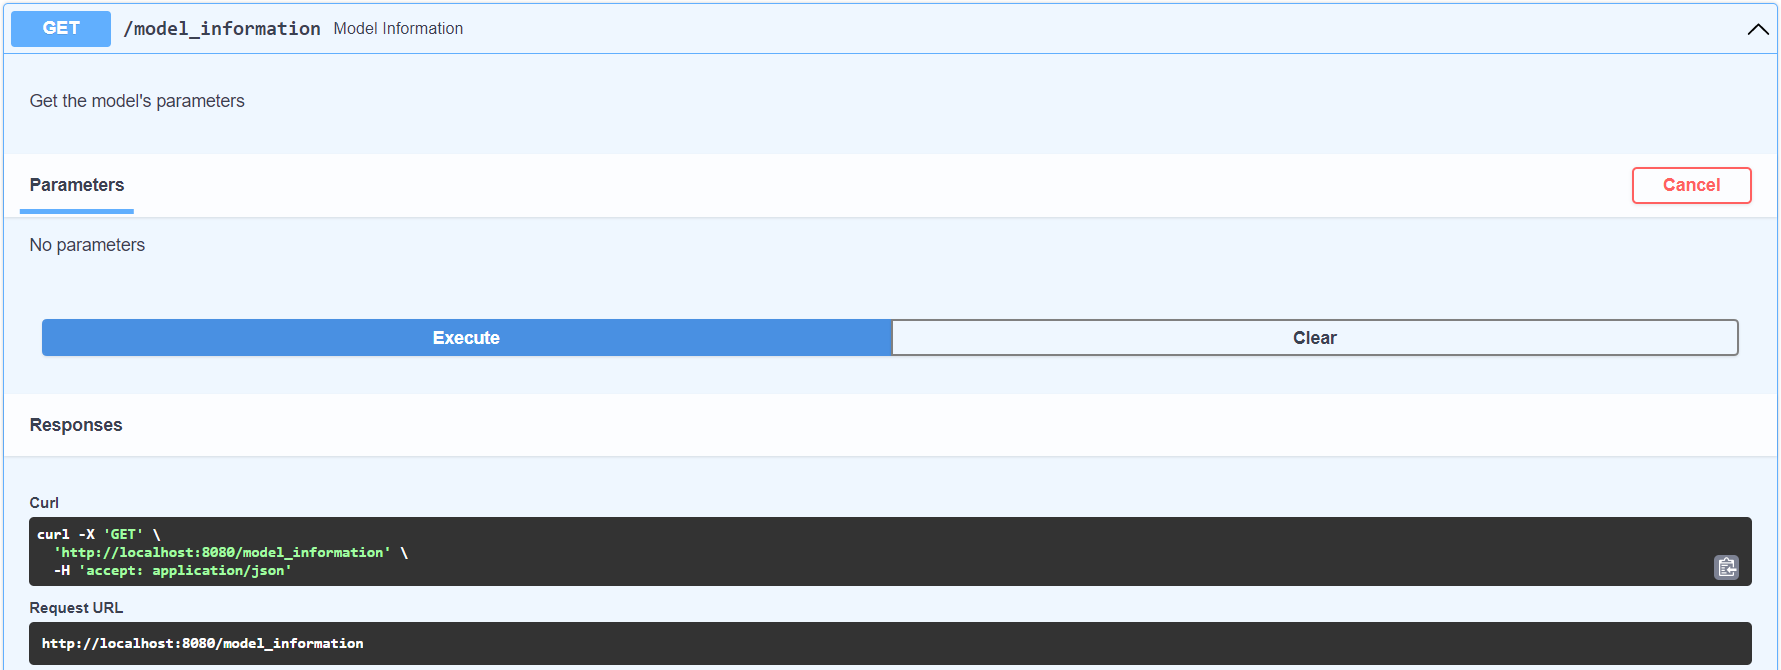 GET /model_information Model Information
Get the model's parameters
Parameters Cancel
No parameters
Execute Clear
Responses
Curl
curl -X 'GET' \
'http://localhost:8080/model_information' \
-H 'accept: application/json'
Request URL
http://localhost:8080/model_information